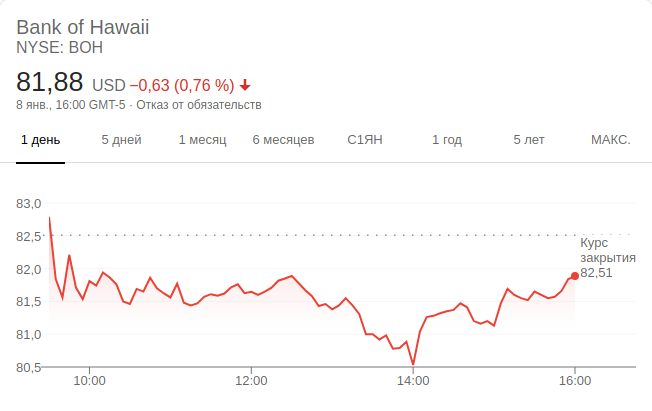 Bank of Hawaii
NYSE: BOH
81,88 USD −0,63 (0,76 %)
8 янв., 16:00 GMT-5 · Отказ от обязательств
1 день 5 дней 1 месяц 6 месяцев С1ЯН 1 год 5 лет МАКС.
83,0
82,5
Курс
закрытия
82,0
82,51
81,5
81,0
80,5
10:00 12:00 14:00 16:00